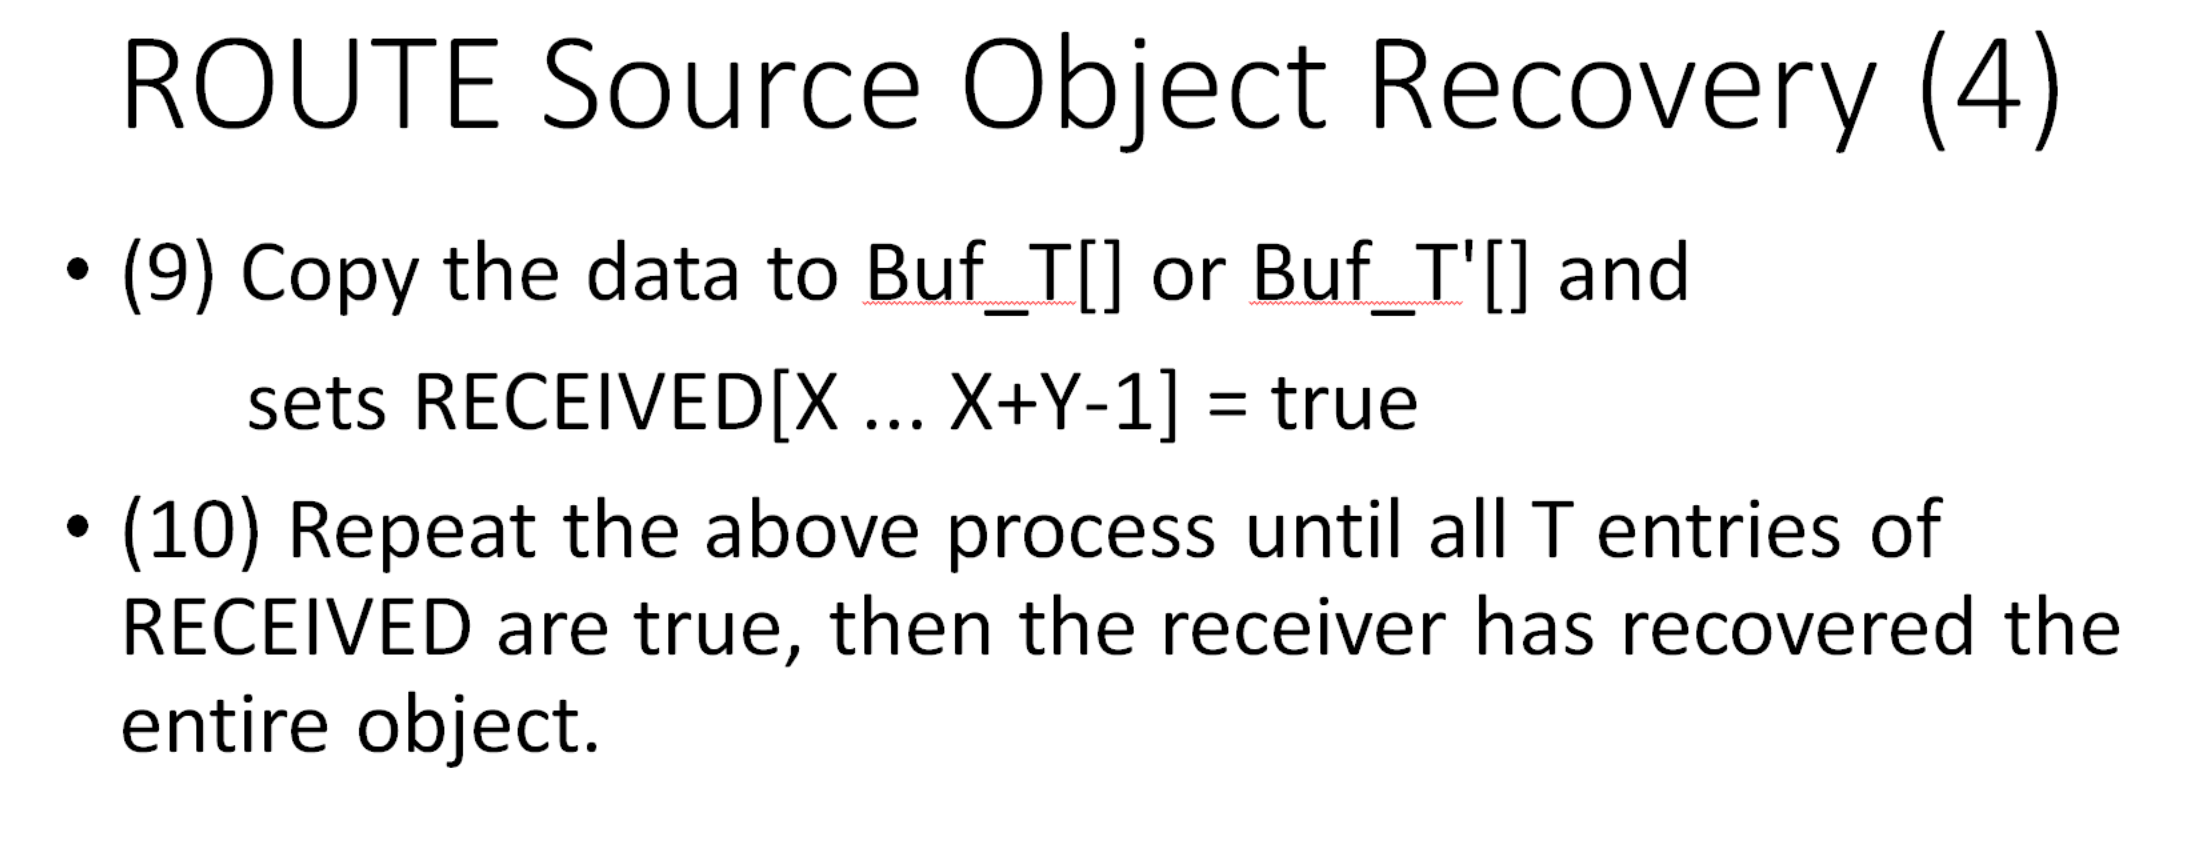 ROUTE Source Object Recovery (4)
• (9) Copy the data to Buf_T[] or Buf_T'[] and
sets RECEIVED[X ... X+Y-1] = true
• (10) Repeat the above process until all T entries of
RECEIVED are true, then the receiver has recovered the
entire object.